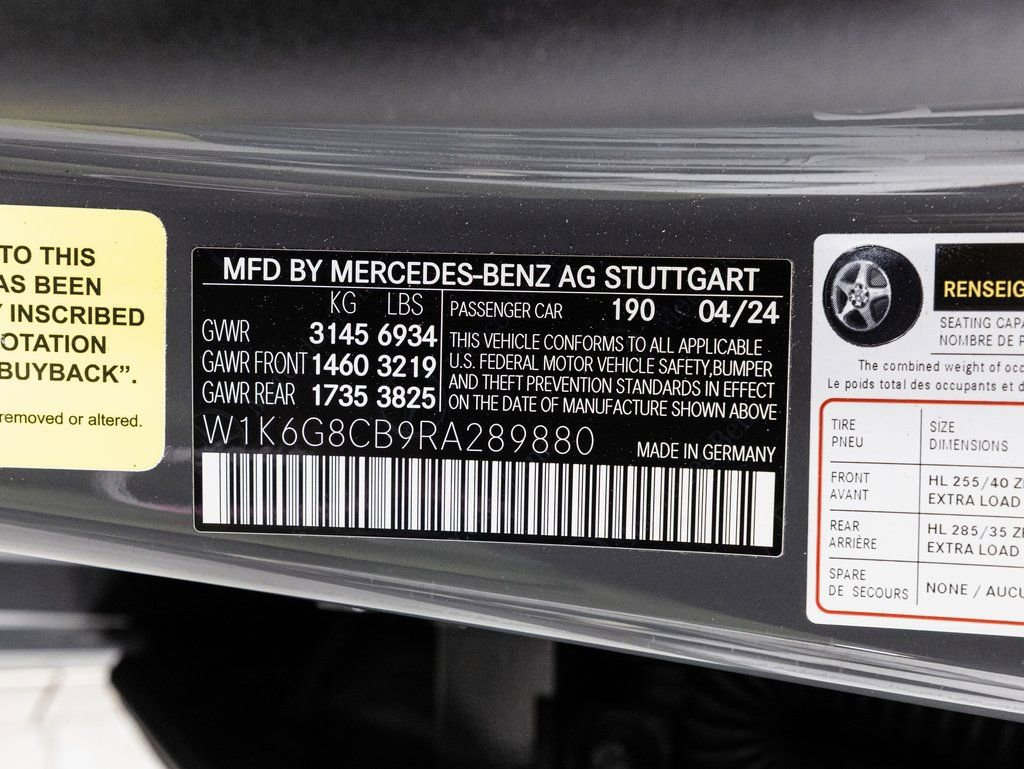 TO THIS
AS BEEN
INSCRIBED
OTATION
BUYBACK”.
removed or altered.
MFD BY MERCEDES-BENZ AG STUTTGART
KG LBS
GVWR 3145 6934
GAWR FRONT 1460 3219
GAWR REAR 1735 3825
PASSENGER CAR 190 04/24
THIS VEHICLE CONFORMS TO ALL APPLICABLE
U.S. FEDERAL MOTOR VEHICLE SAFETY,BUMPER
AND THEFT PREVENTION STANDARDS IN EFFECT
ON THE DATE OF MANUFACTURE SHOWN ABOVE
W1K6G8CB9RA289880
MADE IN GERMANY
RENSEIG
SEATING CAPA
NOMBRE DE P
The combined weight of occ
Le poids total des occupants et d
TIRE SIZE
PNEU DIMENSIONS
FRONT HL 255/40 Z
AVANT EXTRA LOAD
REAR HL 285/35 Z
ARRIÈRE EXTRA LOAD
SPARE
DE SECOURS NONE / AUCU